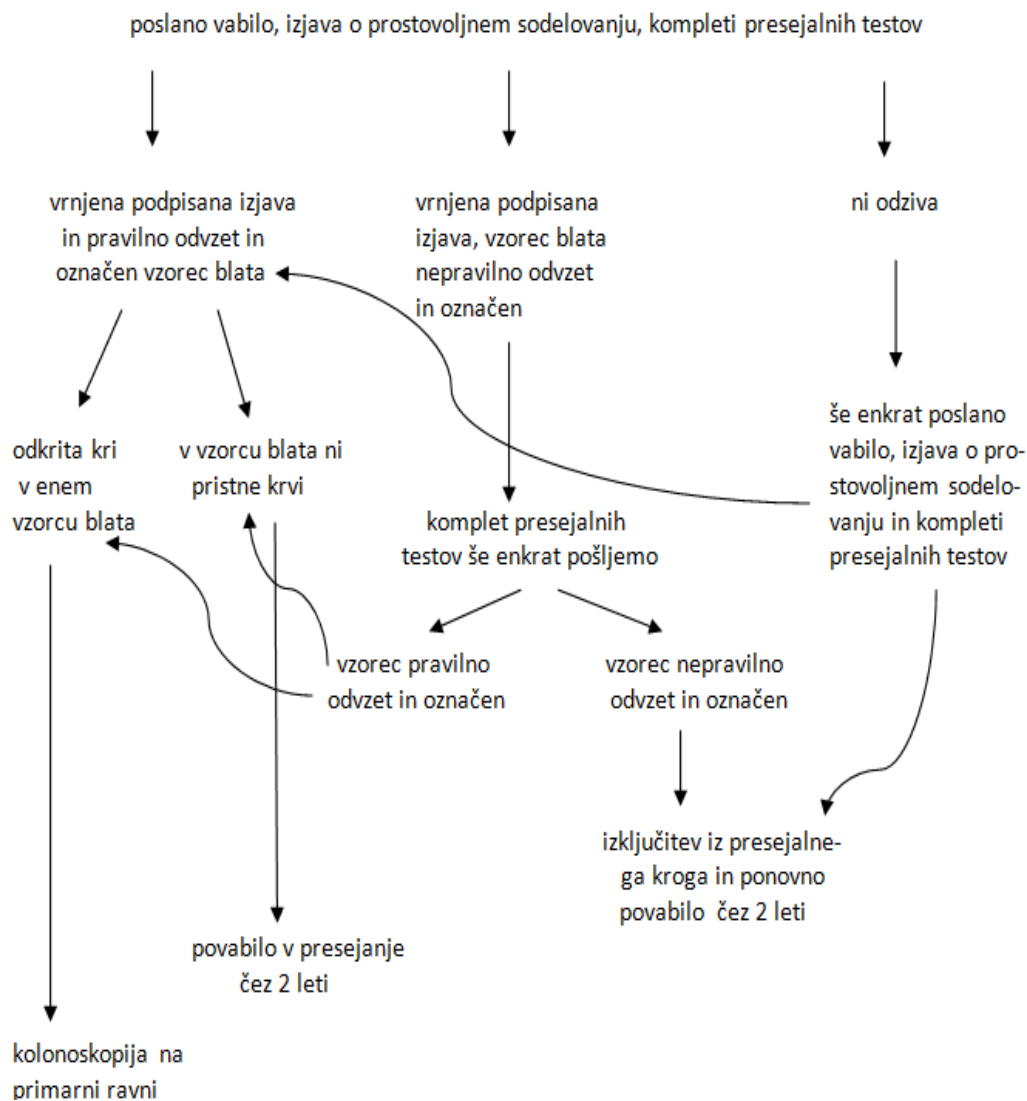 poslano vabilo, izjava o prostovoljnem sodelovanju, kompleti presejalnih testov
vrnjena podpisana izjava
in pravilno odvzet in
označen vzorec blata
vrnjena podpisana
izjava, vzorec blata
nepravilno odvzet
in označen
ni odziva
odkrita kri
v enem
vzorcu blata
v vzorcu blata ni
pristne krvi
komplet presejalnih
testov še enkrat pošljemo
še enkrat poslano
vabilo, izjava o pro-
stovoljnem sodelo-
vanju in kompleti
presejalnih testov
vzorec pravilno
odvzet in označen
vzorec nepravilno
odvzet in označen
izključitev iz presejalne-
ga kroga in ponovno
povabilo čez 2 leti
povabilo v presejanje
čez 2 leti
kolonoskopija na
primarni ravni